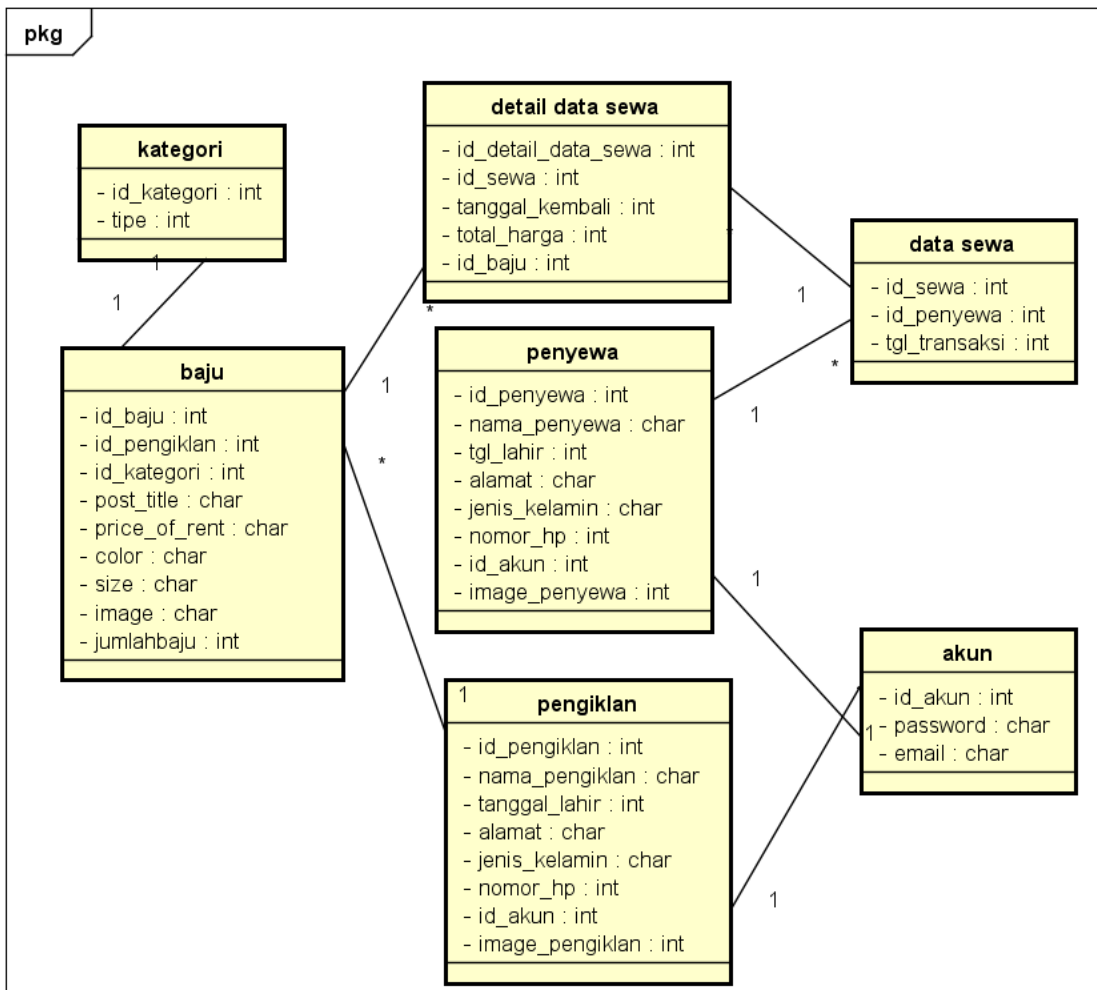 pkg
kategori
- id_kategori : int
- tipe : int
1
1
baju
- id_baju : int
- id_pengiklan : int
- id_kategori : int
- post_title : char
- price_of_rent : char
- color : char
- size : char
- image : char
- jumlahbaju : int
detail data sewa
- id_detail_data_sewa : int
- id_sewa : int
- tanggal_kembali : int
- total_harga : int
- id_baju : int
*
1
*
1
data sewa
- id_sewa : int
- id_penyewa : int
- tgl_transaksi : int
penyewa
- id_penyewa : int
- nama_penyewa : char
- tgl_lahir : int
- alamat : char
- jenis_kelamin : char
- nomor_hp : int
- id_akun : int
- image_penyewa : int
1
*
*
1
pengiklan
- id_pengiklan : int
- nama_pengiklan : char
- tanggal_lahir : int
- alamat : char
- jenis_kelamin : char
- nomor_hp : int
- id_akun : int
- image_pengiklan : int
1
1
1
akun
- id_akun : int
- password : char
- email : char